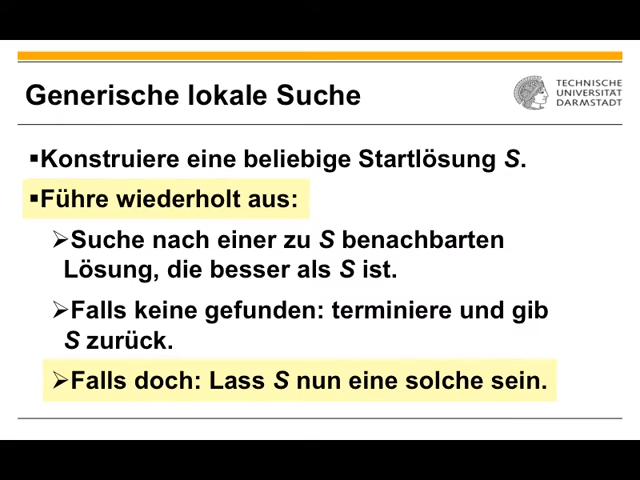 Generische lokale Suche
TECHNISCHE
UNIVERSITÄT
DARMSTADT
▪Konstruiere eine beliebige Startlösung S.
▪Führe wiederholt aus:
➢Suche nach einer zu S benachbarten
Lösung, die besser als S ist.
➢Falls keine gefunden: terminiere und gib
S zurück.
➢Falls doch: Lass S nun eine solche sein.